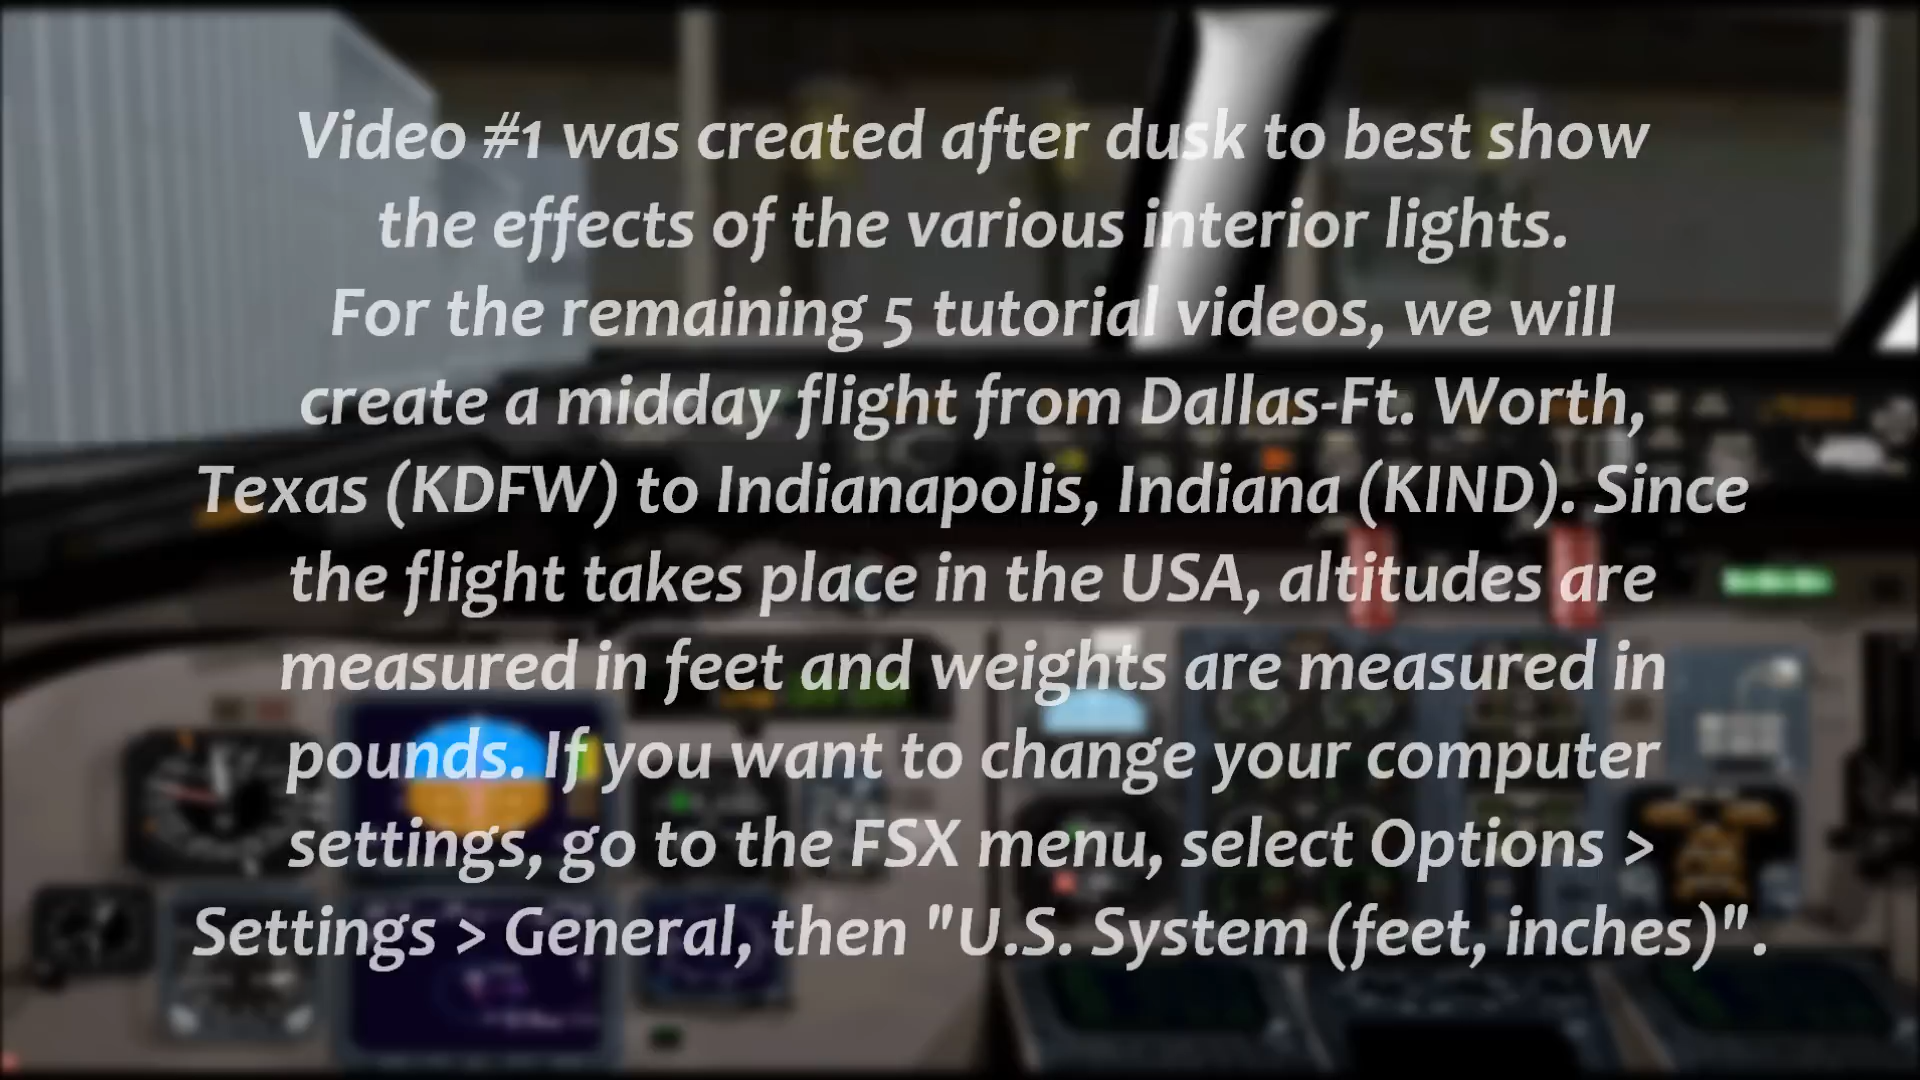 Video #1 was created after dusk to best show
the effects of the various interior lights.
For the remaining 5 tutorial videos, we will
create a midday flight from Dallas-Ft. Worth,
Texas (KDFW) to Indianapolis, Indiana (KIND). Since
the flight takes place in the USA, altitudes are
measured in feet and weights are measured in
pounds. If you want to change your computer
settings, go to the FSX menu, select Options >
Settings > General, then "U.S. System (feet, inches)".